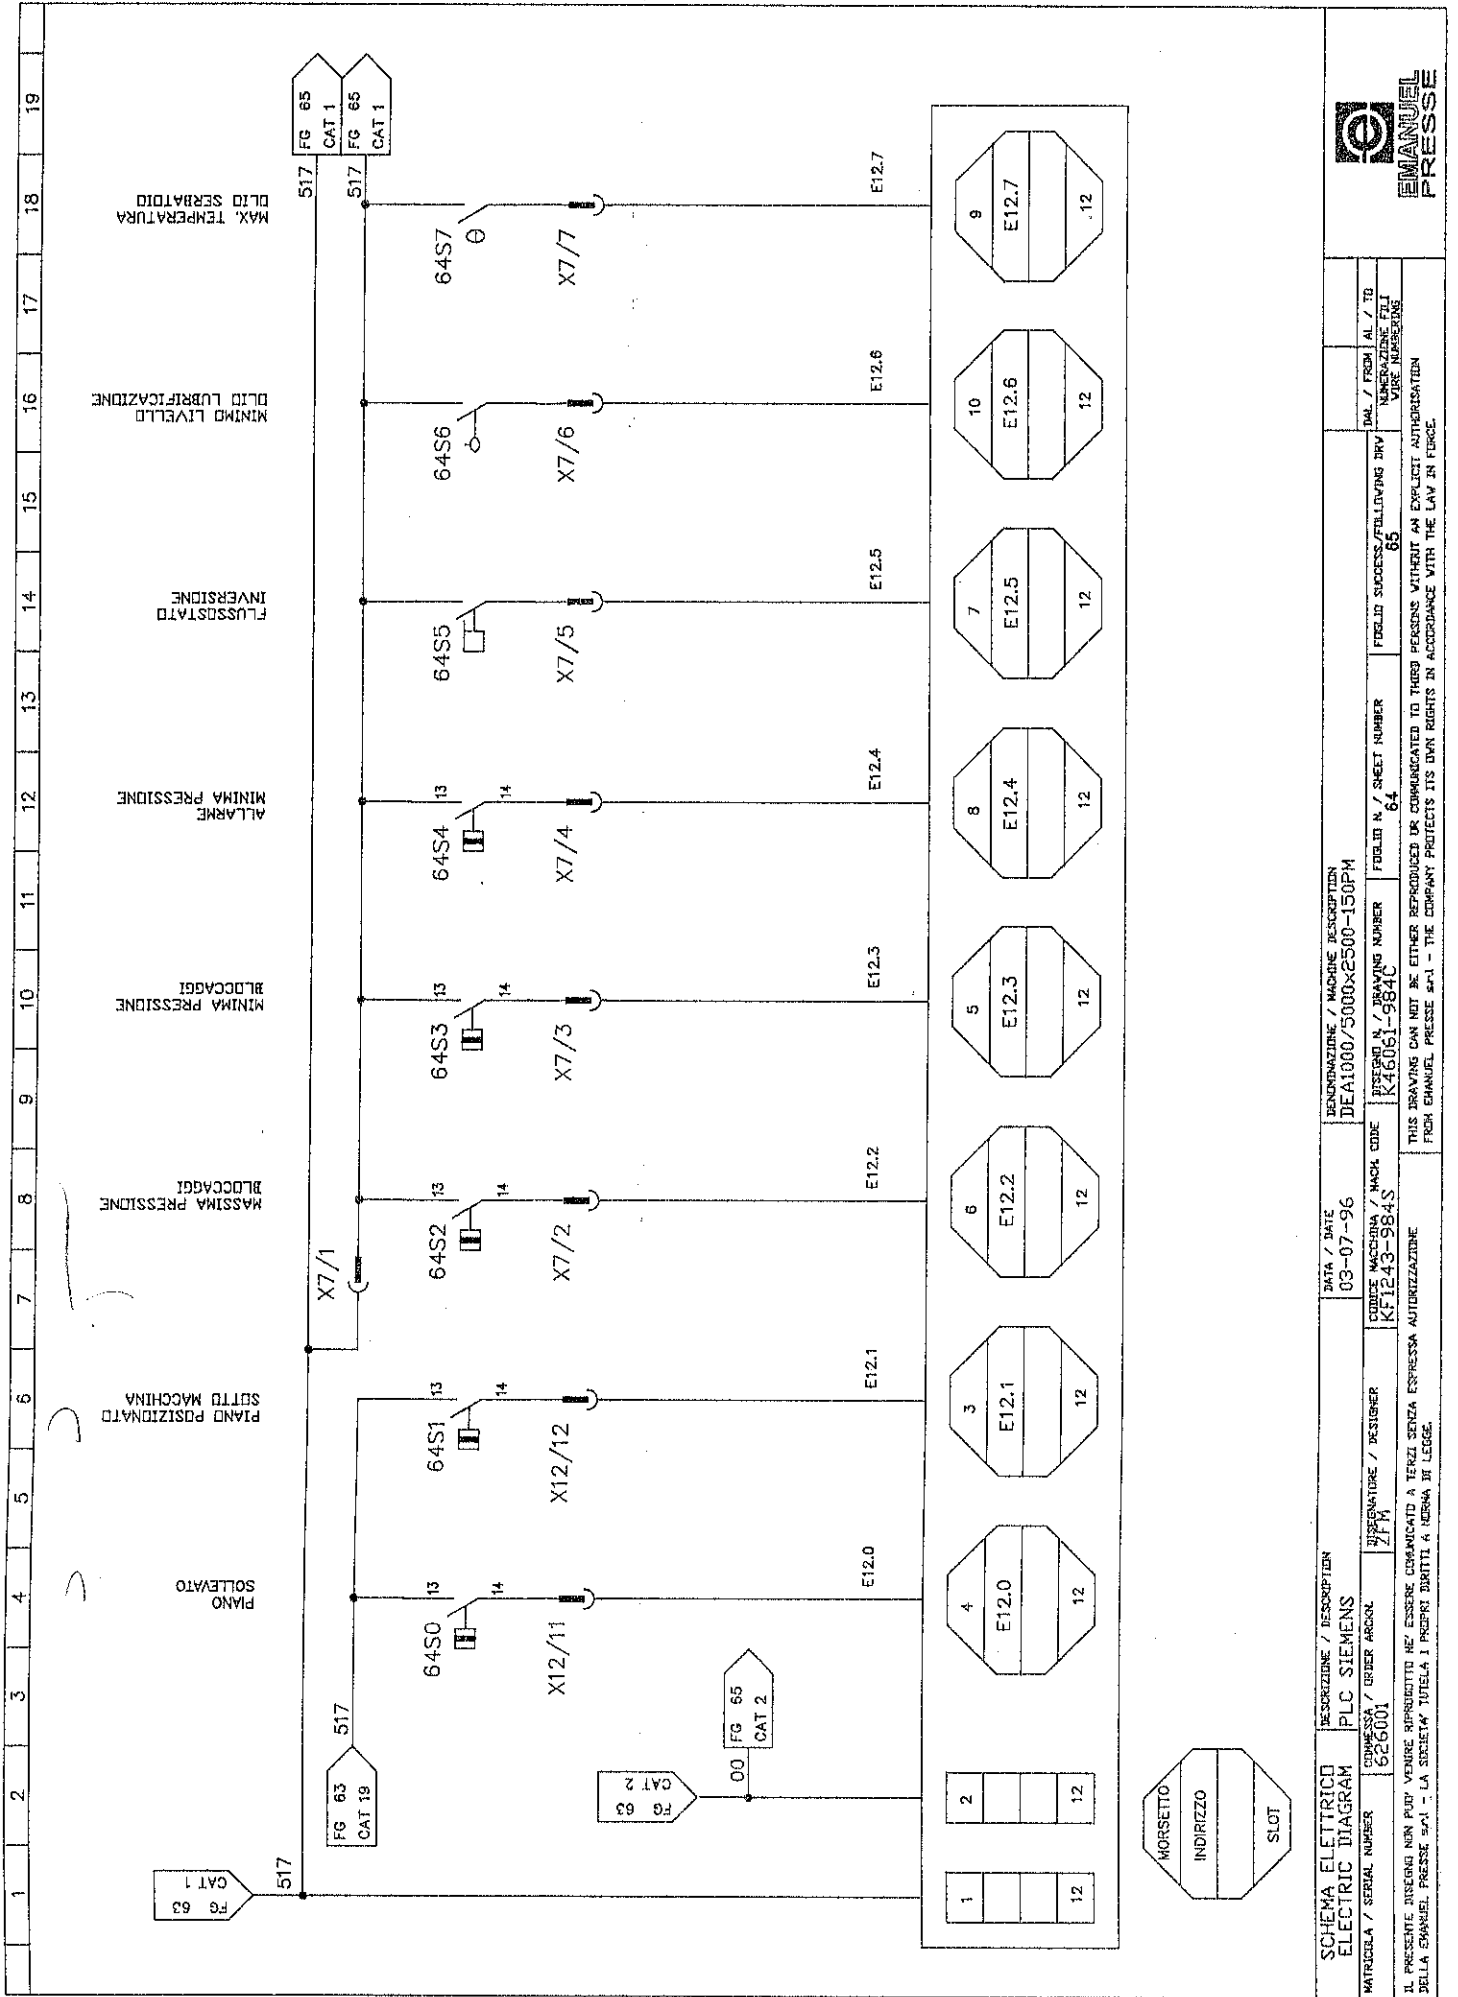 1 2 3 4 5 6 7 8 9 10 11 12 13 14 15 16 17 18 19
FG 63
CAT 1
517
FG 63
CAT 19
517
PIANO
SOLLEVATO
PIANO POSIZIONATO
SOTTO MACCHINA
MASSIMA PRESSIONE
BLOCCAGGI
MINIMA PRESSIONE
BLOCCAGGI
ALLARME
MINIMA PRESSIONE
FLUSSOSTATO
INVERSIONE
MINIMO LIVELLO
OLIO LUBRIFICAZIONE
MAX. TEMPERATURA
OLIO SERBATOIO
517
FG 65
CAT 1
517
FG 65
CAT 1
X7/1
64S0
13
14
X12/11
64S1
13
14
X12/12
64S2
13
14
X7/2
64S3
13
14
X7/3
64S4
13
14
X7/4
64S5
X7/5
64S6
X7/6
64S7
X7/7
FG 63
CAT 2
00
FG 65
CAT 2
E12.0
E12.1
E12.2
E12.3
E12.4
E12.5
E12.6
E12.7
1
12
2
12
4
E12.0
12
3
E12.1
12
6
E12.2
12
5
E12.3
12
8
E12.4
12
7
E12.5
12
10
E12.6
12
9
E12.7
12
MORSETTO
INDIRIZZO
SLOT
SCHEMA ELETTRICO
ELECTRIC DIAGRAM
DESCRIZIONE / DESCRIPTION
PLC SIEMENS
DATA / DATE
03-07-96
DENOMINAZIONE / MACHINE DESCRIPTION
DEA1000/5000x2500-150PM
MATRICOLA / SERIAL NUMBER
COMMESSA / ORDER ARCKN.
626001
DISEGNATORE / DESIGNER
ZFM
CODICE MACCHINA / MACH. CODE
KF1243-984S
DISEGNO N. / DRAWING NUMBER
K46061-984C
FOGLIO N. / SHEET NUMBER
64
FOGLIO SUCCESS./FOLLOWING DRW
65
DAL / FROM
AL / TO
NUMERAZIONE FILI
WIRE NUMBERING
IL PRESENTE DISEGNO NON PUO' VENIRE RIPRODOTTO NE' ESSERE COMUNICATO A TERZI SENZA ESPRESSA AUTORIZZAZIONE
DELLA EMANUEL PRESSE s.r.l - LA SOCIETA' TUTELA I PROPRI DIRITTI A NORMA DI LEGGE.
THIS DRAWING CAN NOT BE EITHER REPRODUCED OR COMMUNICATED TO THIRD PERSONS WITHOUT AN EXPLICIT AUTHORISATION
FROM EMANUEL PRESSE s.r.l - THE COMPANY PROTECTS ITS OWN RIGHTS IN ACCORDANCE WITH THE LAW IN FORCE.
EMANUEL
PRESSE